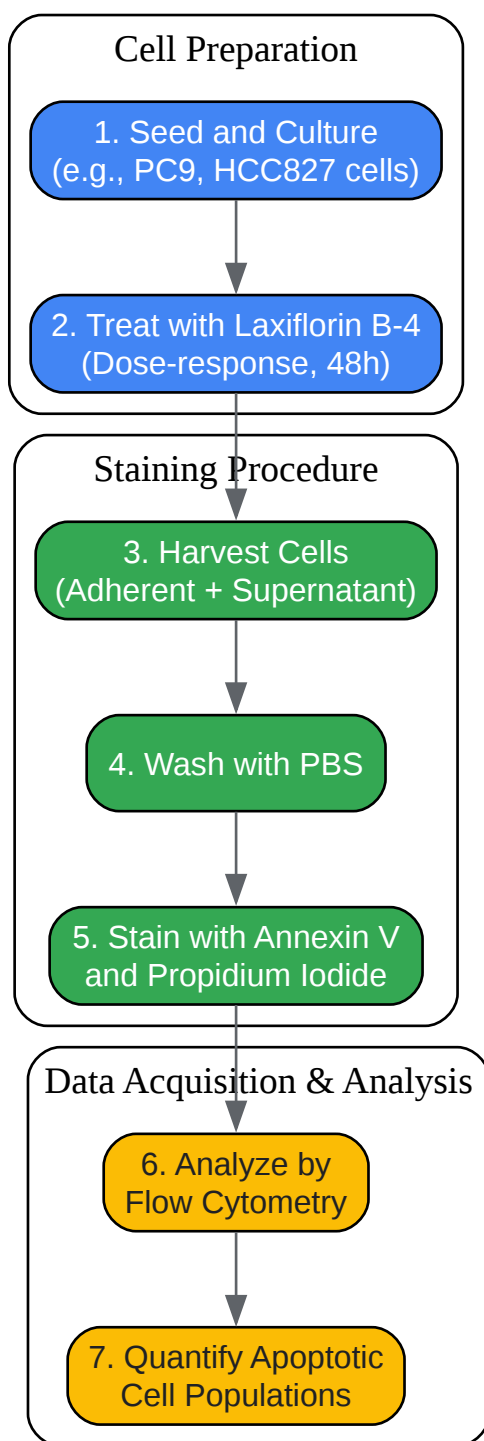 Cell Preparation
1. Seed and Culture
(e.g., PC9, HCC827 cells)
2. Treat with Laxiflorin B-4
(Dose-response, 48h)
Staining Procedure
3. Harvest Cells
(Adherent + Supernatant)
4. Wash with PBS
5. Stain with Annexin V
and Propidium Iodide
Data Acquisition & Analysis
6. Analyze by
Flow Cytometry
7. Quantify Apoptotic
Cell Populations